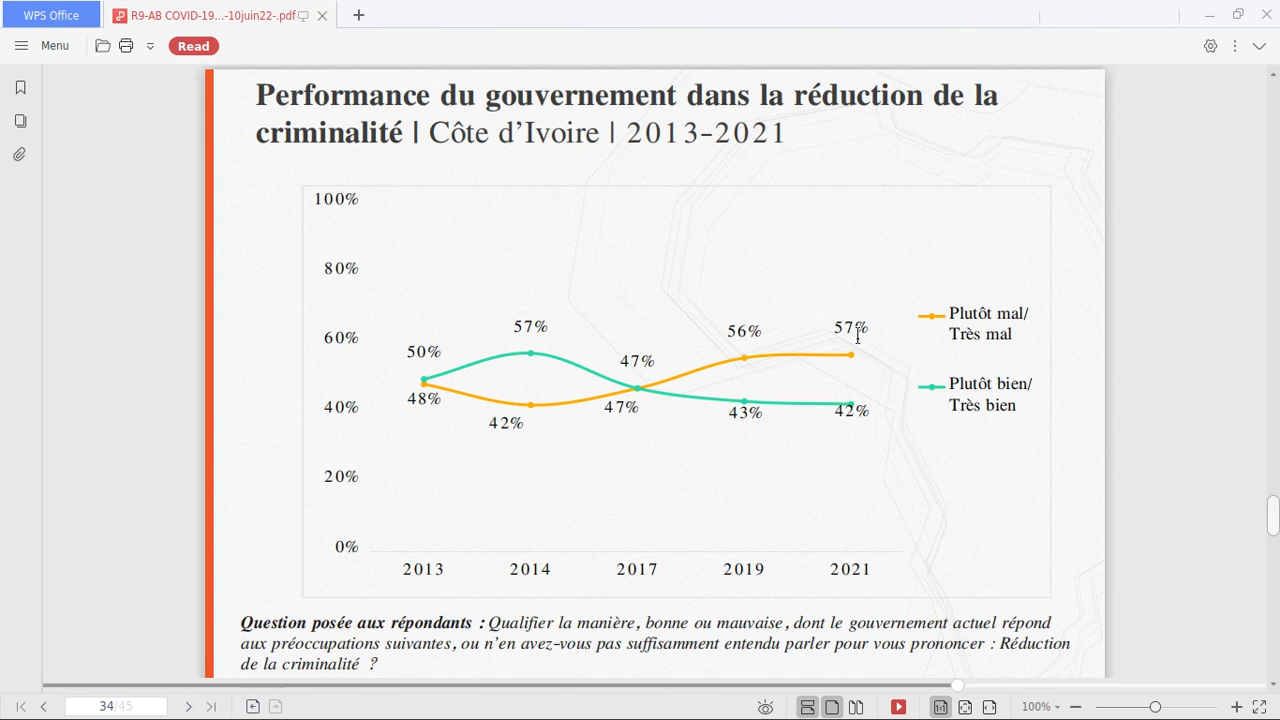 WPS Office
R9-AB COVID-19...-10juin22-.pdf
Menu
Read
Performance du gouvernement dans la réduction de la
criminalité | Côte d'Ivoire | 2013-2021
100%
80%
60%
40%
20%
0%
50%
57%
47%
56%
57%
48%
42%
47%
43%
42%
2013 2014 2017 2019 2021
Plutôt mal/
Très mal
Plutôt bien/
Très bien
Question posée aux répondants : Qualifier la manière, bonne ou mauvaise, dont le gouvernement actuel répond
aux préoccupations suivantes, ou n'en avez-vous pas suffisamment entendu parler pour vous prononcer : Réduction
de la criminalité ?
34/45
100%